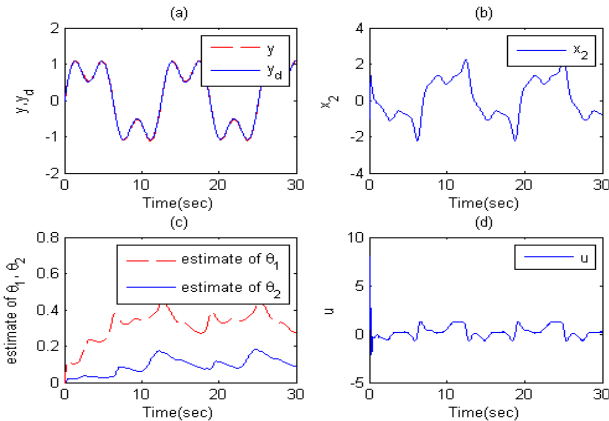 (a)
2
1
0
-1
-2
y,y_d
y
y_d
0
10
20
30
Time(sec)
(b)
4
2
0
-2
-4
x_2
x_2
0
10
20
30
Time(sec)
(c)
0.8
0.6
0.4
0.2
0
estimate of θ_1, θ_2
estimate of θ_1
estimate of θ_2
0
10
20
30
Time(sec)
(d)
10
5
0
-5
u
u
0
10
20
30
Time(sec)